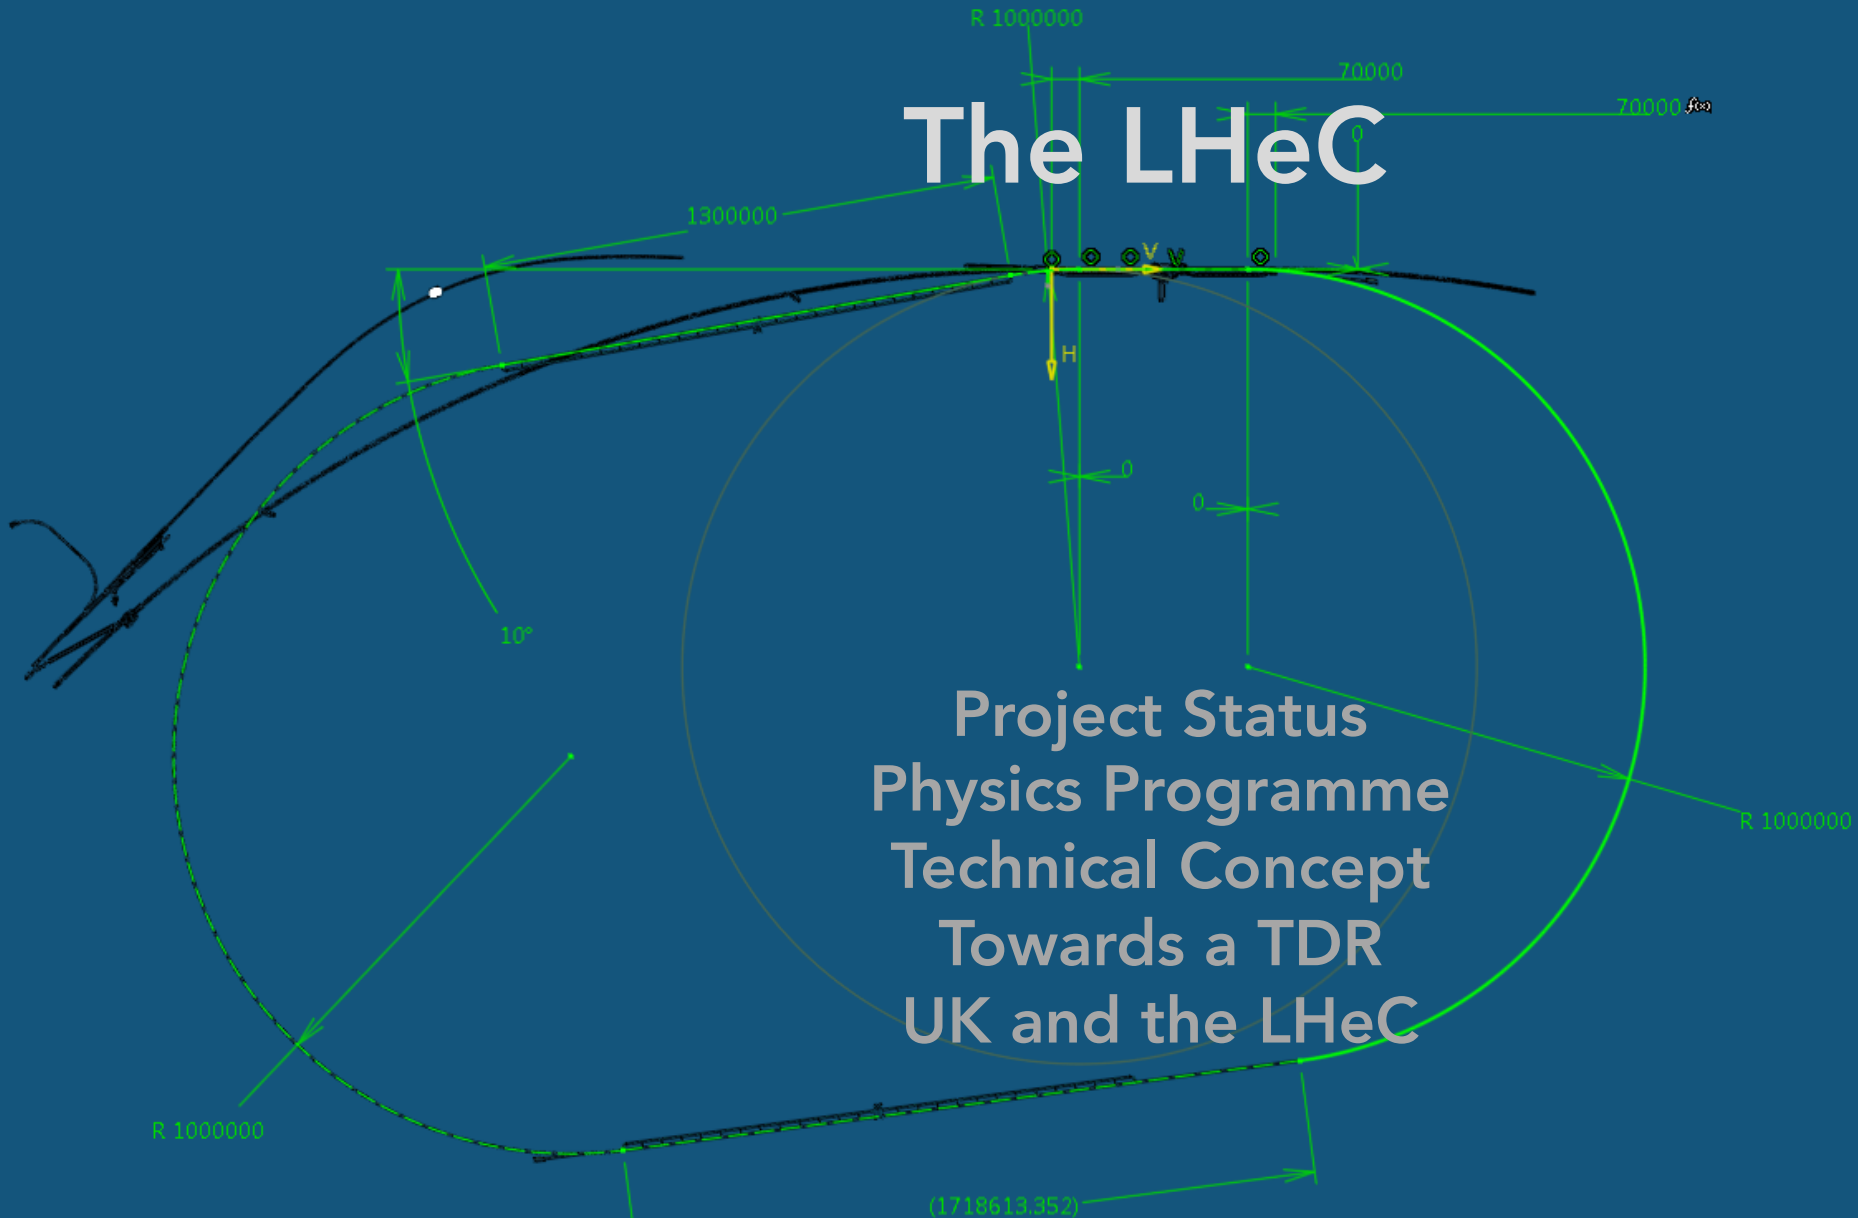 R 1000000
70000
70000 f(x)
The LHeC
0
1300000
V
V
H
0
0
10°
Project Status
Physics Programme
R 1000000
Technical Concept
Towards a TDR
UK and the LHeC
R 1000000
(1718613.352)